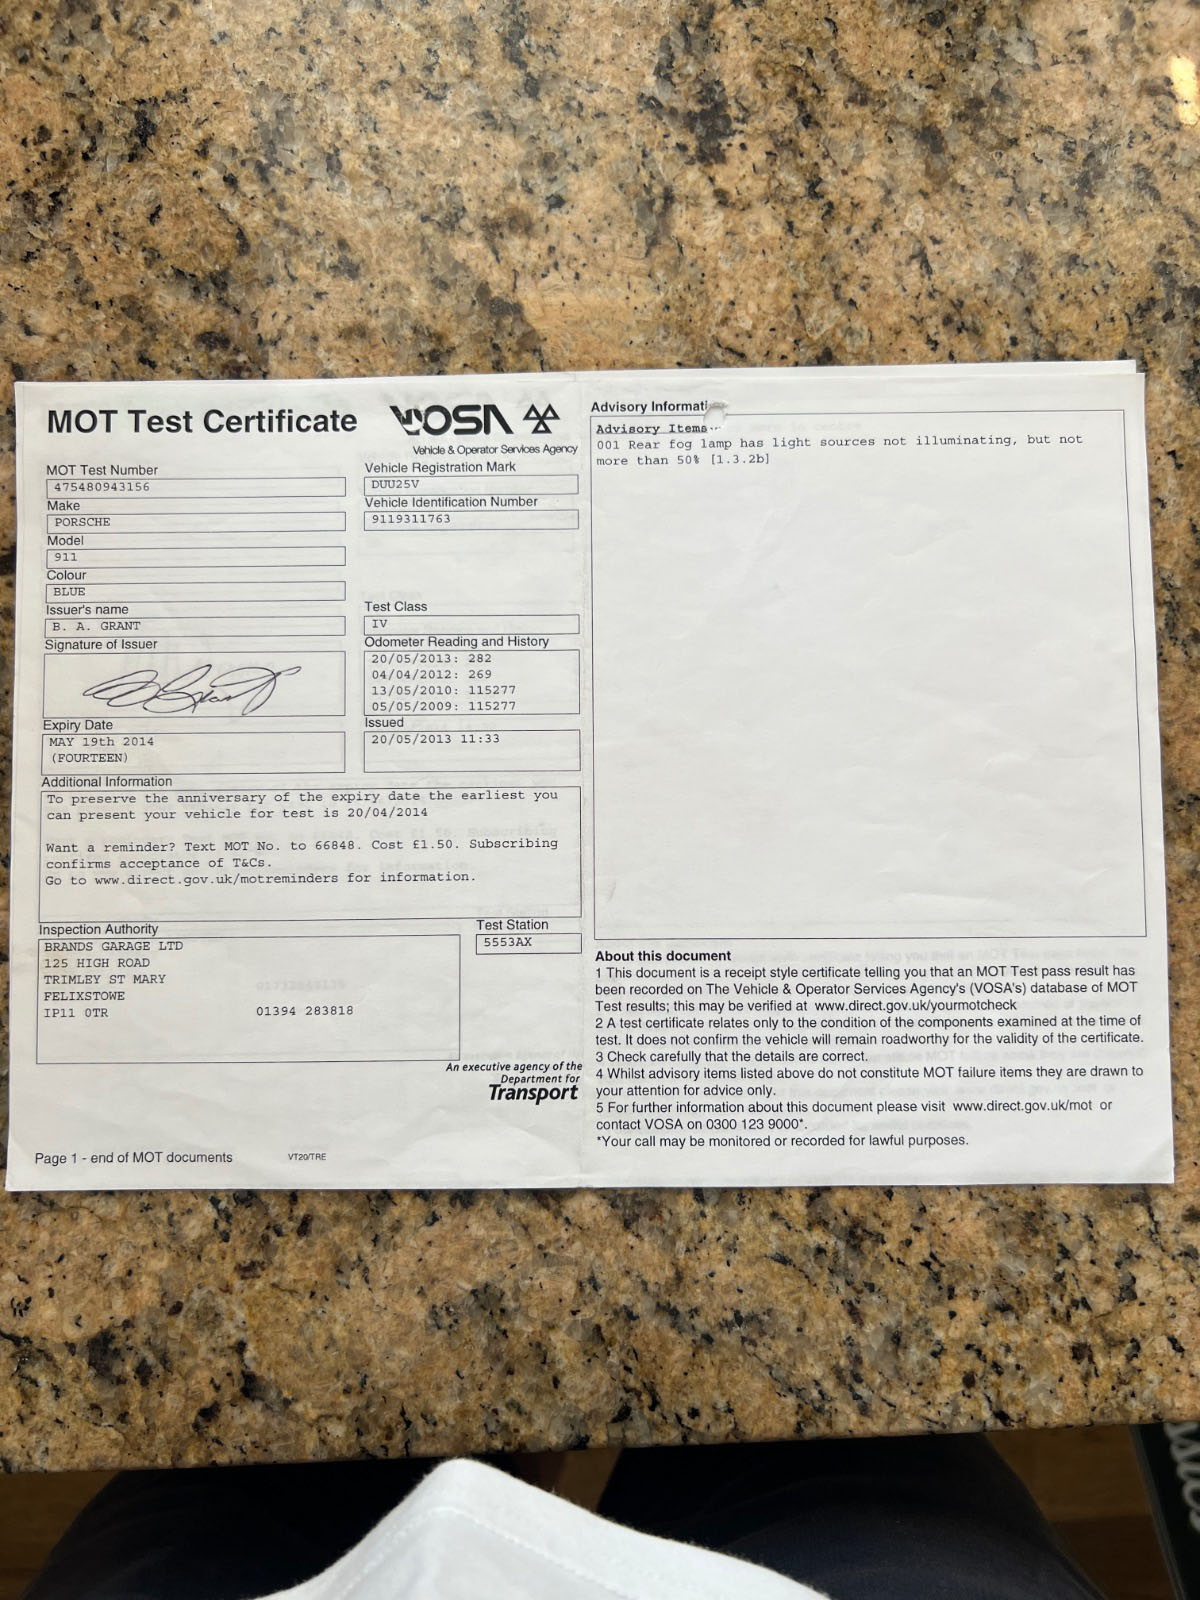 MOT Test Certificate
VOSA
Vehicle & Operator Services Agency
MOT Test Number
475480943156
Vehicle Registration Mark
DUU25V
Make
PORSCHE
Vehicle Identification Number
9119311763
Model
911
Colour
BLUE
Issuer's name
B. A. GRANT
Test Class
IV
Signature of Issuer
Odometer Reading and History
20/05/2013: 282
04/04/2012: 269
13/05/2010: 115277
05/05/2009: 115277
Expiry Date
MAY 19th 2014
(FOURTEEN)
Issued
20/05/2013 11:33
Additional Information
To preserve the anniversary of the expiry date the earliest you
can present your vehicle for test is 20/04/2014
Want a reminder? Text MOT No. to 66848. Cost £1.50. Subscribing
confirms acceptance of T&Cs.
Go to www.direct.gov.uk/motreminders for information.
Inspection Authority
BRANDS GARAGE LTD
125 HIGH ROAD
TRIMLEY ST MARY
FELIXSTOWE
IP11 0TR 01394 283818
Test Station
5553AX
An executive agency of the
Department for
Transport
Page 1 - end of MOT documents VT20/TRE
Advisory
Advisory Items
001 Rear fog lamp has light sources not illuminating, but not
more than 50% [1.3.2b]
About this document
1 This document is a receipt style certificate telling you that an MOT Test pass result has
been recorded on The Vehicle & Operator Services Agency's (VOSA's) database of MOT
Test results; this may be verified at www.direct.gov.uk/yourmotcheck
2 A test certificate relates only to the condition of the components examined at the time of
test. It does not confirm the vehicle will remain roadworthy for the validity of the certificate.
3 Check carefully that the details are correct.
4 Whilst advisory items listed above do not constitute MOT failure items they are drawn to
your attention for advice only.
5 For further information about this document please visit www.direct.gov.uk/mot or
contact VOSA on 0300 123 9000*.
*Your call may be monitored or recorded for lawful purposes.